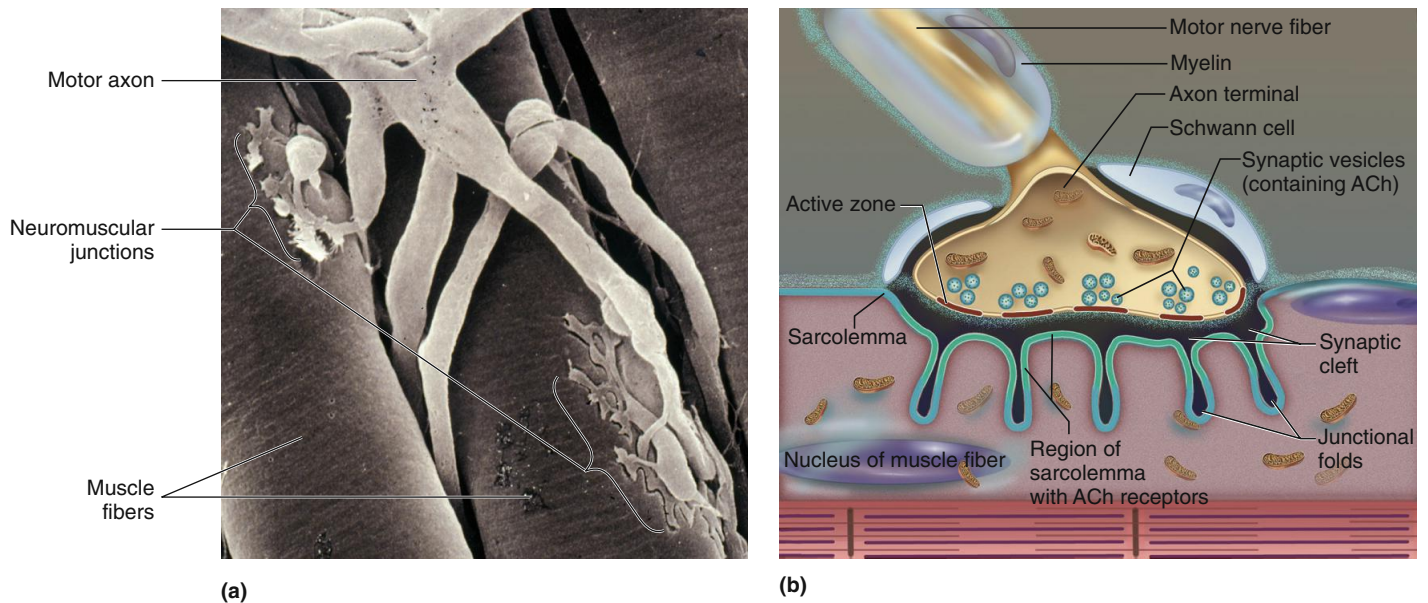 Motor axon
Neuromuscular
junctions
Muscle
fibers
(a)
Motor nerve fiber
Myelin
Axon terminal
Schwann cell
Synaptic vesicles
(containing ACh)
Active zone
Sarcolemma
Synaptic
cleft
Nucleus of muscle fiber
Region of
sarcolemma
with ACh receptors
Junctional
folds
(b)